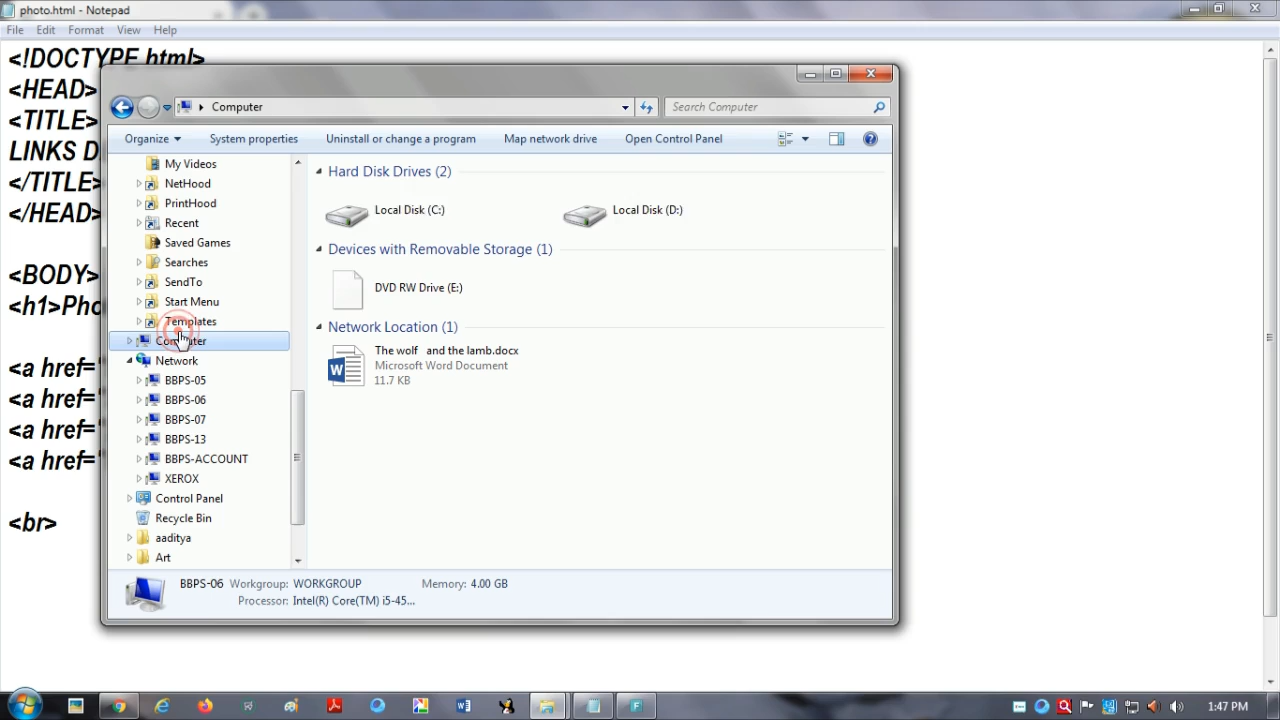 photo.html - Notepad
File Edit Format View Help
<!DOCTYPE html>
<HEAD>
<TITLE>
LINKS D
</TITLE>
</HEAD>
<BODY>
<h1>Pho
<a href="
<a href="
<a href="
<a href="
<br>
Computer
Search Computer
Organize System properties Uninstall or change a program Map network drive Open Control Panel
My Videos
NetHood
PrintHood
Recent
Saved Games
Searches
SendTo
Start Menu
Templates
Computer
Network
BBPS-05
BBPS-06
BBPS-07
BBPS-13
BBPS-ACCOUNT
XEROX
Control Panel
Recycle Bin
aaditya
Art
Hard Disk Drives (2)
Local Disk (C:) Local Disk (D:)
Devices with Removable Storage (1)
DVD RW Drive (E:)
Network Location (1)
The wolf and the lamb.docx
Microsoft Word Document
11.7 KB
BBPS-06 Workgroup: WORKGROUP Memory: 4.00 GB
Processor: Intel(R) Core(TM) i5-45...
1:47 PM